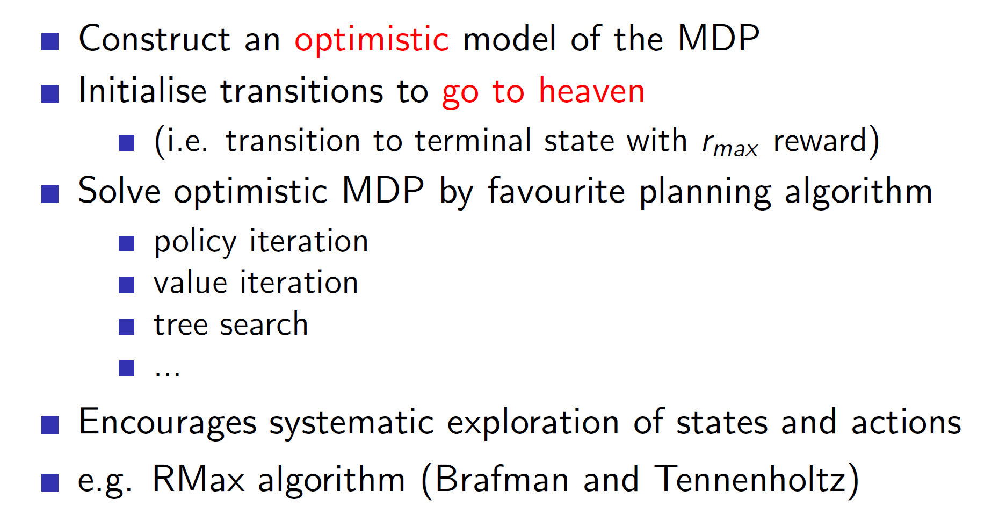 Construct an optimistic model of the MDP
Initialise transitions to go to heaven
(i.e. transition to terminal state with r_max reward)
Solve optimistic MDP by favourite planning algorithm
policy iteration
value iteration
tree search
...
Encourages systematic exploration of states and actions
e.g. RMax algorithm (Brafman and Tennenholtz)